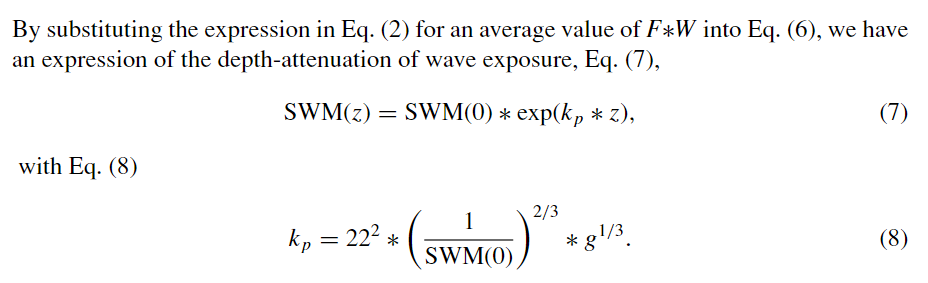 By substituting the expression in Eq. (2) for an average value of F∗W into Eq. (6), we have
an expression of the depth-attenuation of wave exposure, Eq. (7),
SWM(z) = SWM(0) ∗ exp(k_p ∗ z), (7)
with Eq. (8)
k_p = 22² ∗ (1 / SWM(0))^{2/3} ∗ g^{1/3}. (8)